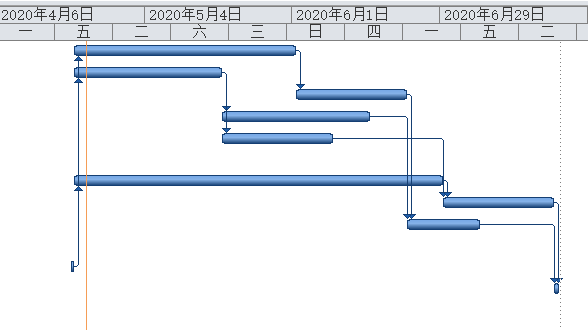 2020年4月6日 2020年5月4日 2020年6月1日 2020年6月29日
一 五 二 六 三 日 四 一 五 二